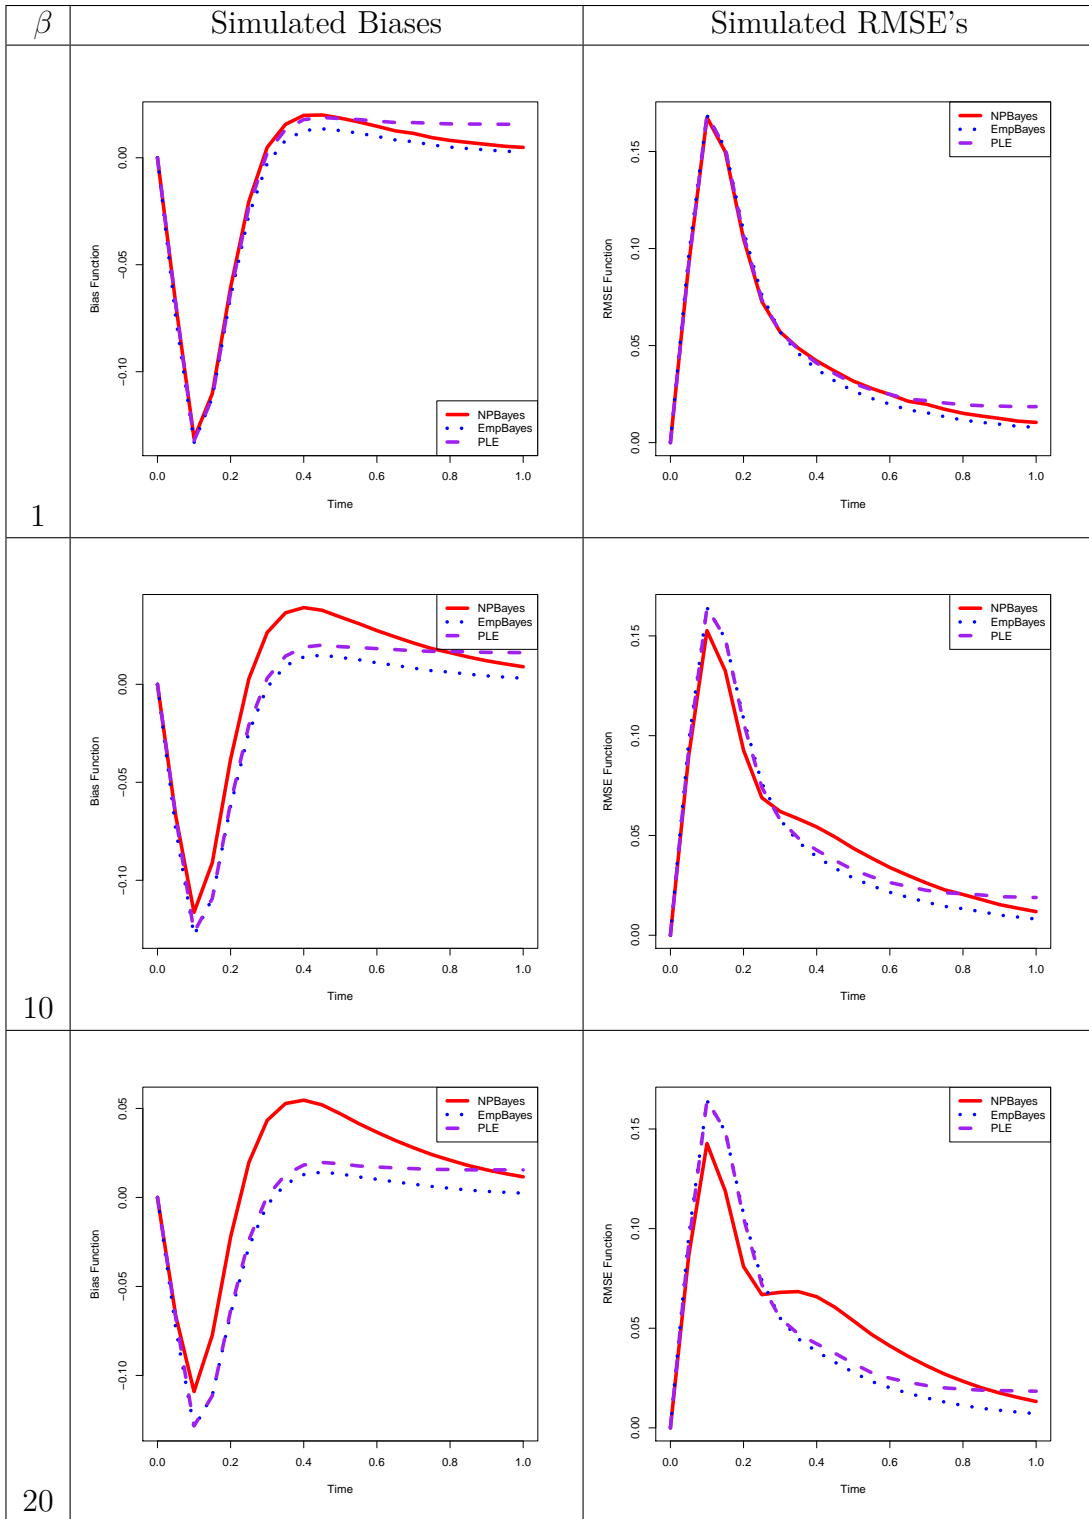 β Simulated Biases Simulated RMSE's
0.00
−0.05
−0.10
Bias Function
NPBayes
EmpBayes
PLE
0.0 0.2 0.4 0.6 0.8 1.0
Time
0.15
0.10
0.05
0.00
RMSE Function
NPBayes
EmpBayes
PLE
0.0 0.2 0.4 0.6 0.8 1.0
Time
1
0.00
−0.05
−0.10
Bias Function
NPBayes
EmpBayes
PLE
0.0 0.2 0.4 0.6 0.8 1.0
Time
0.15
0.10
0.05
0.00
RMSE Function
NPBayes
EmpBayes
PLE
0.0 0.2 0.4 0.6 0.8 1.0
Time
10
0.05
0.00
−0.05
−0.10
Bias Function
NPBayes
EmpBayes
PLE
0.0 0.2 0.4 0.6 0.8 1.0
Time
0.15
0.10
0.05
0.00
RMSE Function
NPBayes
EmpBayes
PLE
0.0 0.2 0.4 0.6 0.8 1.0
Time
20